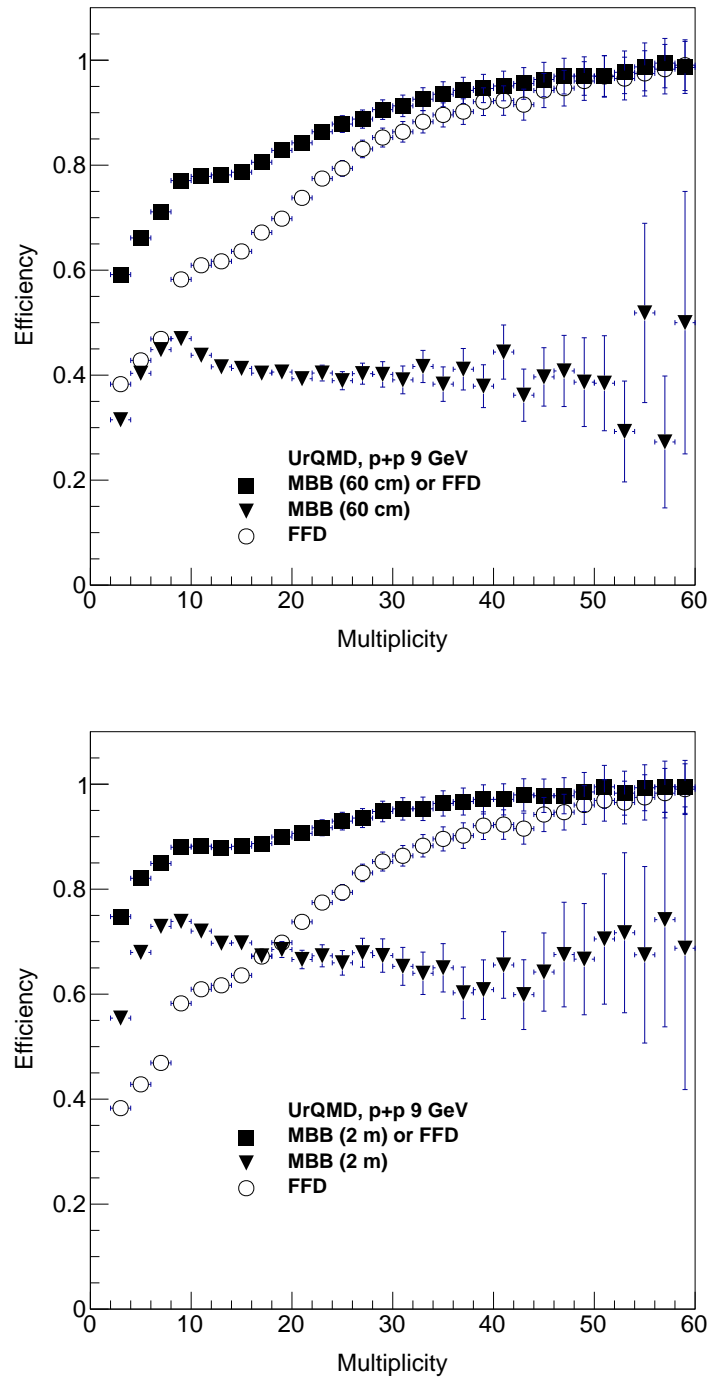 1
0.8
0.6
0.4
0.2
0
Efficiency
UrQMD, p+p 9 GeV
MBB (60 cm) or FFD
MBB (60 cm)
FFD
0 10 20 30 40 50 60
Multiplicity
1
0.8
0.6
0.4
0.2
0
Efficiency
UrQMD, p+p 9 GeV
MBB (2 m) or FFD
MBB (2 m)
FFD
0 10 20 30 40 50 60
Multiplicity